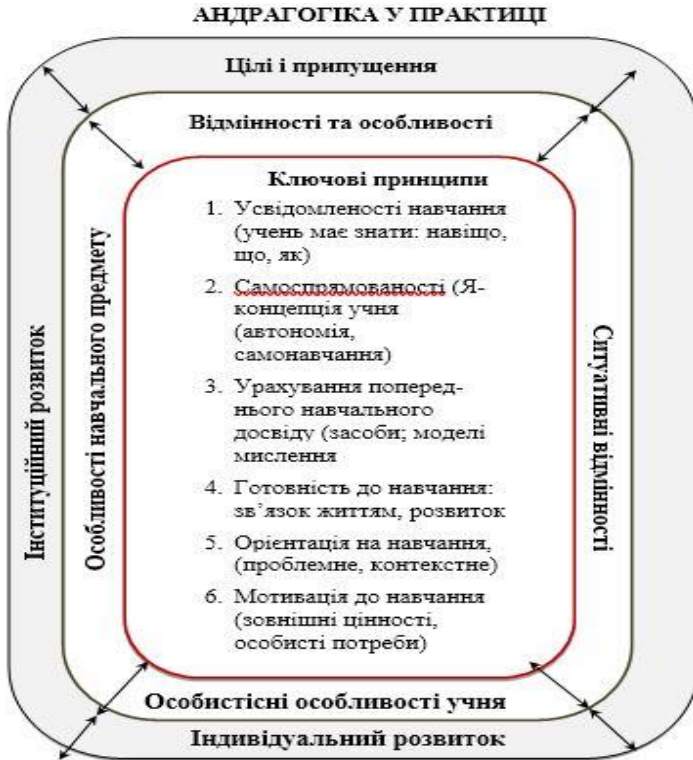 АНДРАГОГІКА У ПРАКТИЦІ
Цілі і припущення
Відмінності та особливості
Ключові принципи
1. Усвідомленості навчання
(учень має знати: навіщо,
що, як)
2. Самоспрямованості (Я-
концепція учня
(автономія,
самонавчання)
3. Урахування поперед-
нього навчального
досвіду (засоби; моделі
мислення
4. Готовність до навчання:
зв’язок життям, розвиток
5. Орієнтація на навчання,
(проблемне, контекстне)
6. Мотивація до навчання
(зовнішні цінності,
особисті потреби)
Інституційний розвиток
Особливості навчального предмету
Ситуативні відмінності
Особистісні особливості учня
Індивідуальний розвиток